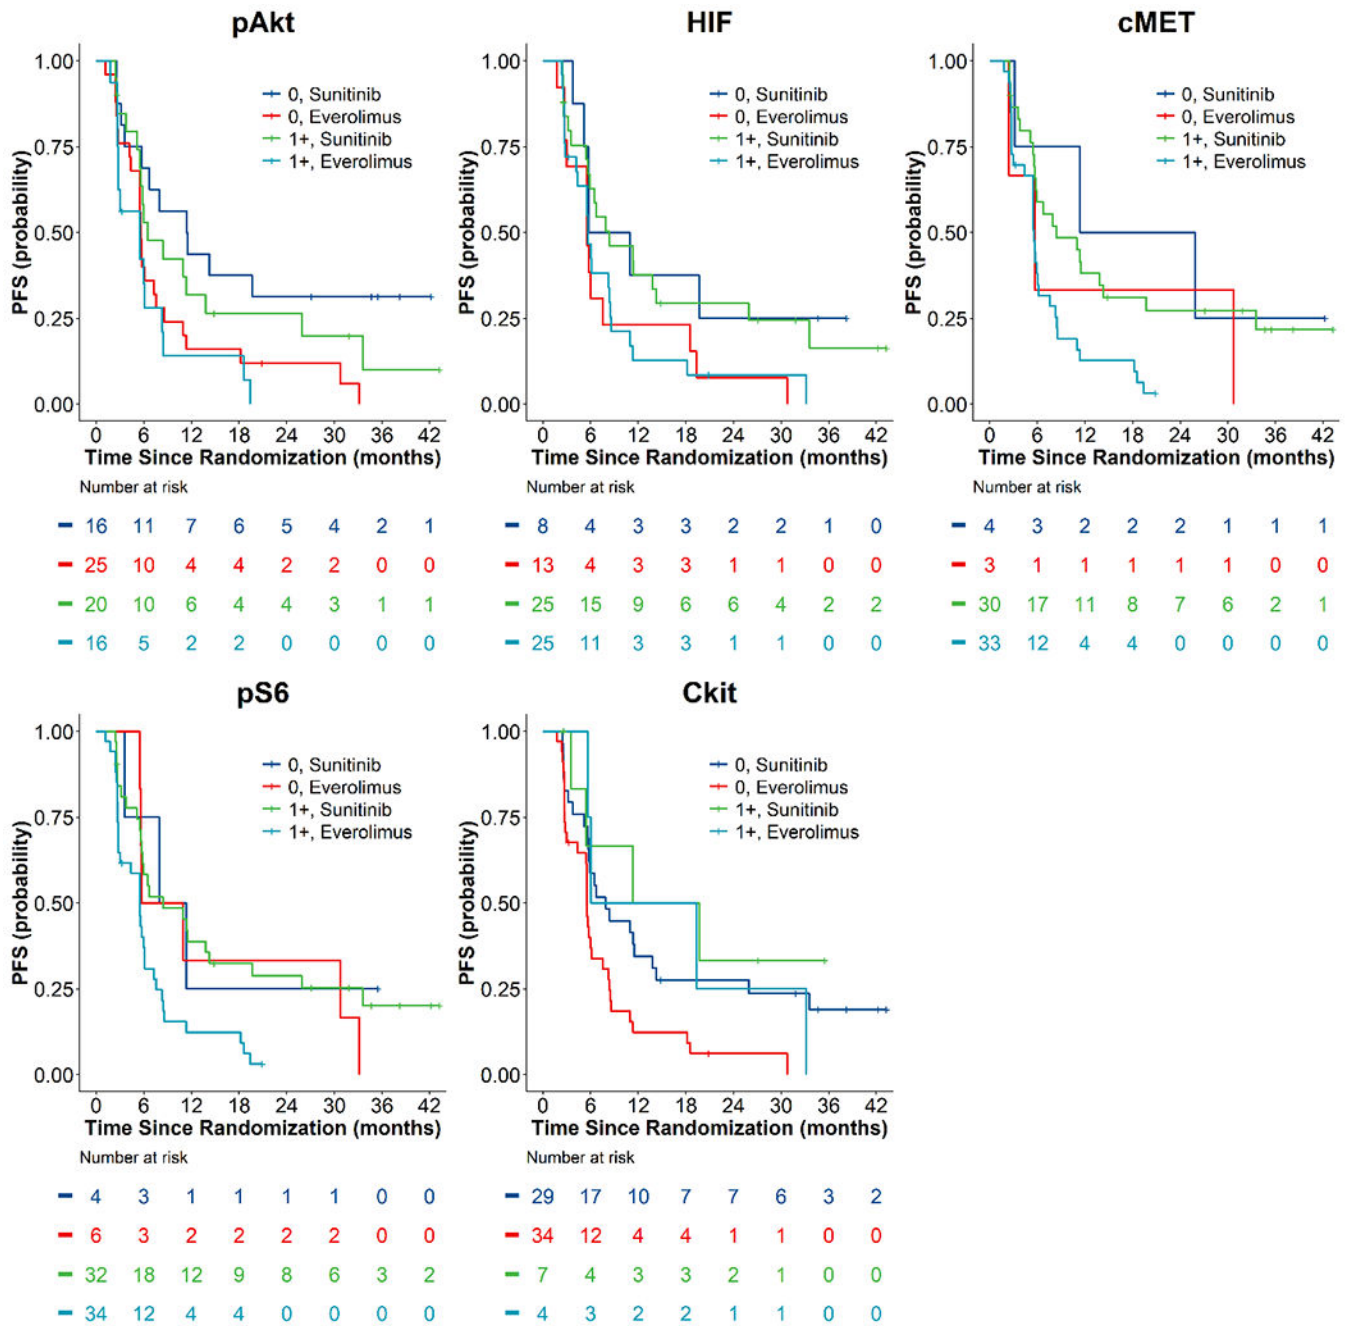 pAkt
PFS (probability)
1.00
0.75
0.50
0.25
0.00
0, Sunitinib
0, Everolimus
1+, Sunitinib
1+, Everolimus
0 6 12 18 24 30 36 42
Time Since Randomization (months)
Number at risk
16 11 7 6 5 4 2 1
25 10 4 4 2 2 0 0
20 10 6 4 4 3 1 1
16 5 2 2 0 0 0 0
HIF
PFS (probability)
1.00
0.75
0.50
0.25
0.00
0, Sunitinib
0, Everolimus
1+, Sunitinib
1+, Everolimus
0 6 12 18 24 30 36 42
Time Since Randomization (months)
Number at risk
8 4 3 3 2 2 1 0
13 4 3 3 1 1 0 0
25 15 9 6 6 4 2 2
25 11 3 3 1 1 0 0
cMET
PFS (probability)
1.00
0.75
0.50
0.25
0.00
0, Sunitinib
0, Everolimus
1+, Sunitinib
1+, Everolimus
0 6 12 18 24 30 36 42
Time Since Randomization (months)
Number at risk
4 3 2 2 2 1 1 1
3 1 1 1 1 1 0 0
30 17 11 8 7 6 2 1
33 12 4 4 0 0 0 0
pS6
PFS (probability)
1.00
0.75
0.50
0.25
0.00
0, Sunitinib
0, Everolimus
1+, Sunitinib
1+, Everolimus
0 6 12 18 24 30 36 42
Time Since Randomization (months)
Number at risk
4 3 1 1 1 1 0 0
6 3 2 2 2 2 0 0
32 18 12 9 8 6 3 2
34 12 4 4 0 0 0 0
Ckit
PFS (probability)
1.00
0.75
0.50
0.25
0.00
0, Sunitinib
0, Everolimus
1+, Sunitinib
1+, Everolimus
0 6 12 18 24 30 36 42
Time Since Randomization (months)
Number at risk
29 17 10 7 7 6 3 2
34 12 4 4 1 1 0 0
7 4 3 3 2 1 0 0
4 3 2 2 1 1 0 0